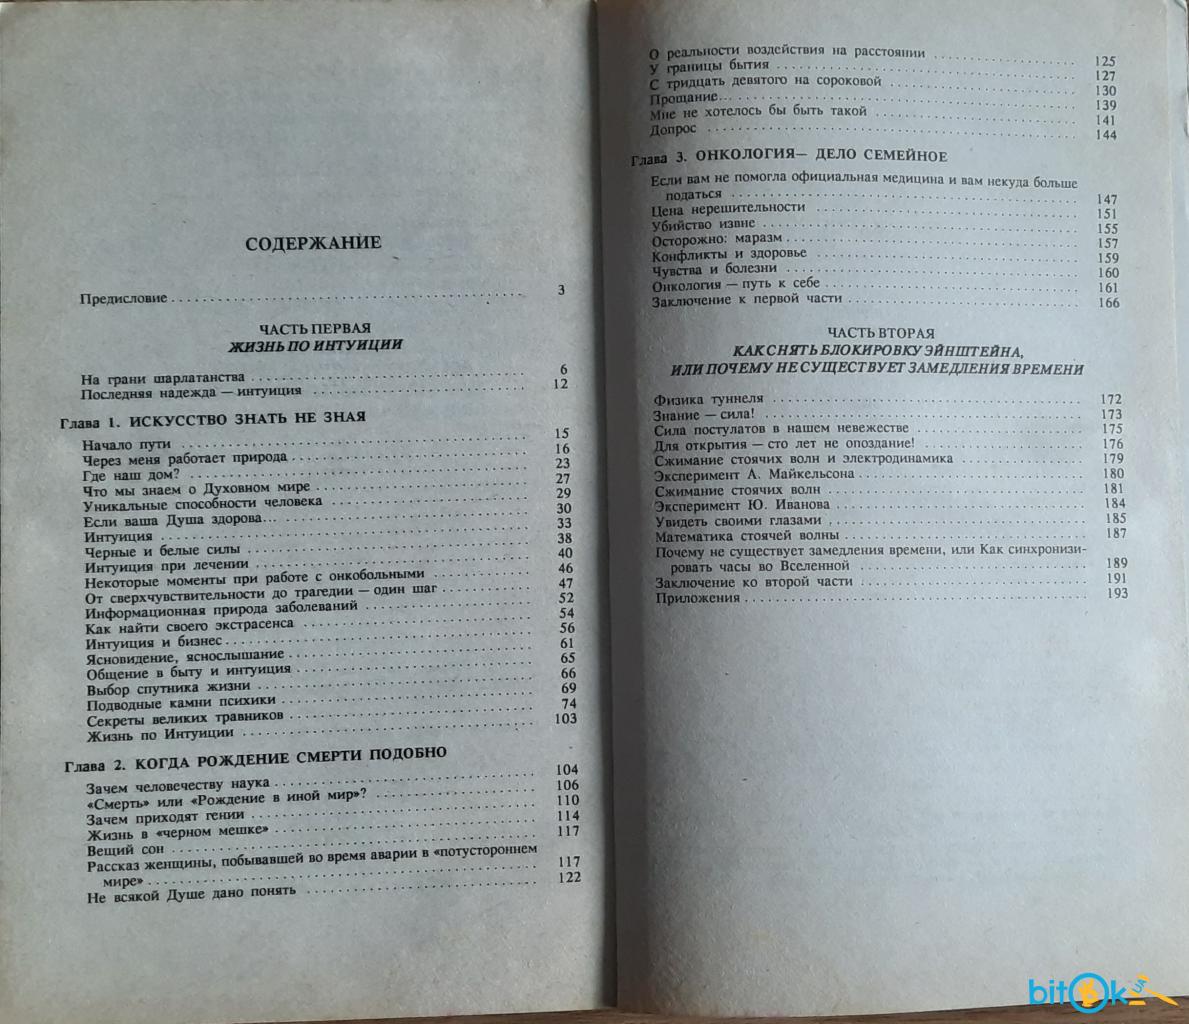 СОДЕРЖАНИЕ
Предисловие 3
ЧАСТЬ ПЕРВАЯ
ЖИЗНЬ ПО ИНТУИЦИИ
На грани шарлатанства 6
Последняя надежда — интуиция 12
Глава 1. ИСКУССТВО ЗНАТЬ НЕ ЗНАЯ
Начало пути 15
Через меня работает природа 16
Где наш дом? 23
Что мы знаем о Духовном мире 27
Уникальные способности человека 29
Если ваша Душа здорова... 30
Интуиция 33
Черные и белые силы 38
Интуиция при лечении 40
Некоторые моменты при работе с онкобольными 46
От сверхчувствительности до трагедии — один шаг 47
Информационная природа заболеваний 52
Как найти своего экстрасенса 54
Интуиция и бизнес 56
Ясновидение, яснослышание 61
Общение в быту и интуиция 65
Выбор спутника жизни 66
Подводные камни психики 69
Секреты великих травников 74
Жизнь по Интуиции 103
Глава 2. КОГДА РОЖДЕНИЕ СМЕРТИ ПОДОБНО
Зачем человечеству наука 104
«Смерть» или «Рождение в иной мир»? 106
Зачем приходят гении 110
Жизнь в «черном мешке» 114
Вещий сон 117
Рассказ женщины, побывавшей во время аварии в «потустороннем
мире» 117
Не всякой Душе дано понять 122
О реальности воздействия на расстоянии 125
У границы бытия 127
С тридцать девятого на сороковой 130
Прощание... 139
Мне не хотелось бы быть такой 141
Допрос 144
Глава 3. ОНКОЛОГИЯ— ДЕЛО СЕМЕЙНОЕ
Если вам не помогла официальная медицина и вам некуда больше
податься 147
Цена нерешительности 151
Убийство извне 155
Осторожно: маразм 157
Конфликты и здоровье 159
Чувства и болезни 160
Онкология — путь к себе 161
Заключение к первой части 166
ЧАСТЬ ВТОРАЯ
КАК СНЯТЬ БЛОКИРОВКУ ЭЙНШТЕЙНА,
ИЛИ ПОЧЕМУ НЕ СУЩЕСТВУЕТ ЗАМЕДЛЕНИЯ ВРЕМЕНИ
Физика туннеля 172
Знание — сила! 173
Сила постулатов в нашем невежестве 175
Для открытия — сто лет не опоздание! 176
Сжимание стоячих волн и электродинамика 179
Эксперимент А. Майкельсона 180
Сжимание стоячих волн 181
Эксперимент Ю. Иванова 184
Увидеть своими глазами 185
Математика стоячей волны 187
Почему не существует замедления времени, или Как синхронизи-
ровать часы во Вселенной 189
Заключение ко второй части 191
Приложения 193
bitOk UA